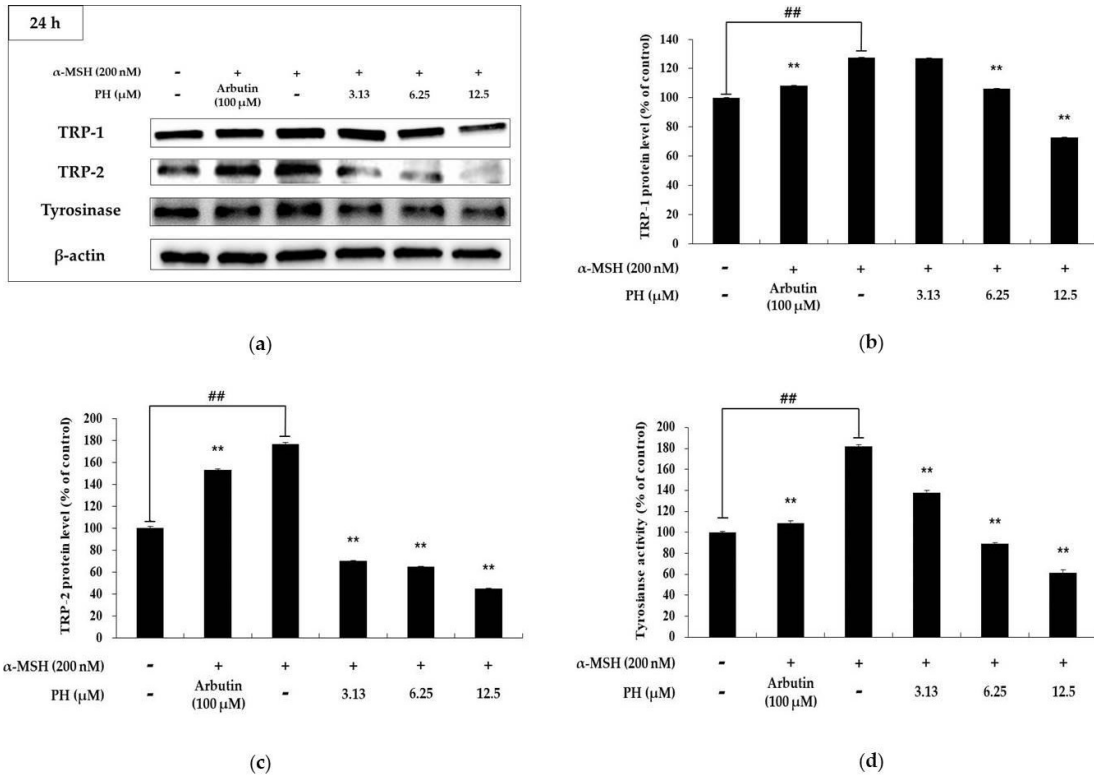 24 h
α-MSH (200 nM) - + + + + +
PH (μM) - Arbutin (100 μM) - 3.13 6.25 12.5
TRP-1
TRP-2
Tyrosinase
β-actin
(a)
##
TRP-1 protein level (% of control)
140
120
100
80
60
40
20
0
** ** **
α-MSH (200 nM) - + + + + +
PH (μM) - Arbutin (100 μM) - 3.13 6.25 12.5
(b)
##
TRP-2 protein level (% of control)
200
180
160
140
120
100
80
60
40
20
0
** ** ** **
α-MSH (200 nM) - + + + + +
PH (μM) - Arbutin (100 μM) - 3.13 6.25 12.5
(c)
##
Tyrosianse activity (% of control)
200
180
160
140
120
100
80
60
40
20
0
** ** ** **
α-MSH (200 nM) - + + + + +
PH (μM) - Arbutin (100 μM) - 3.13 6.25 12.5
(d)